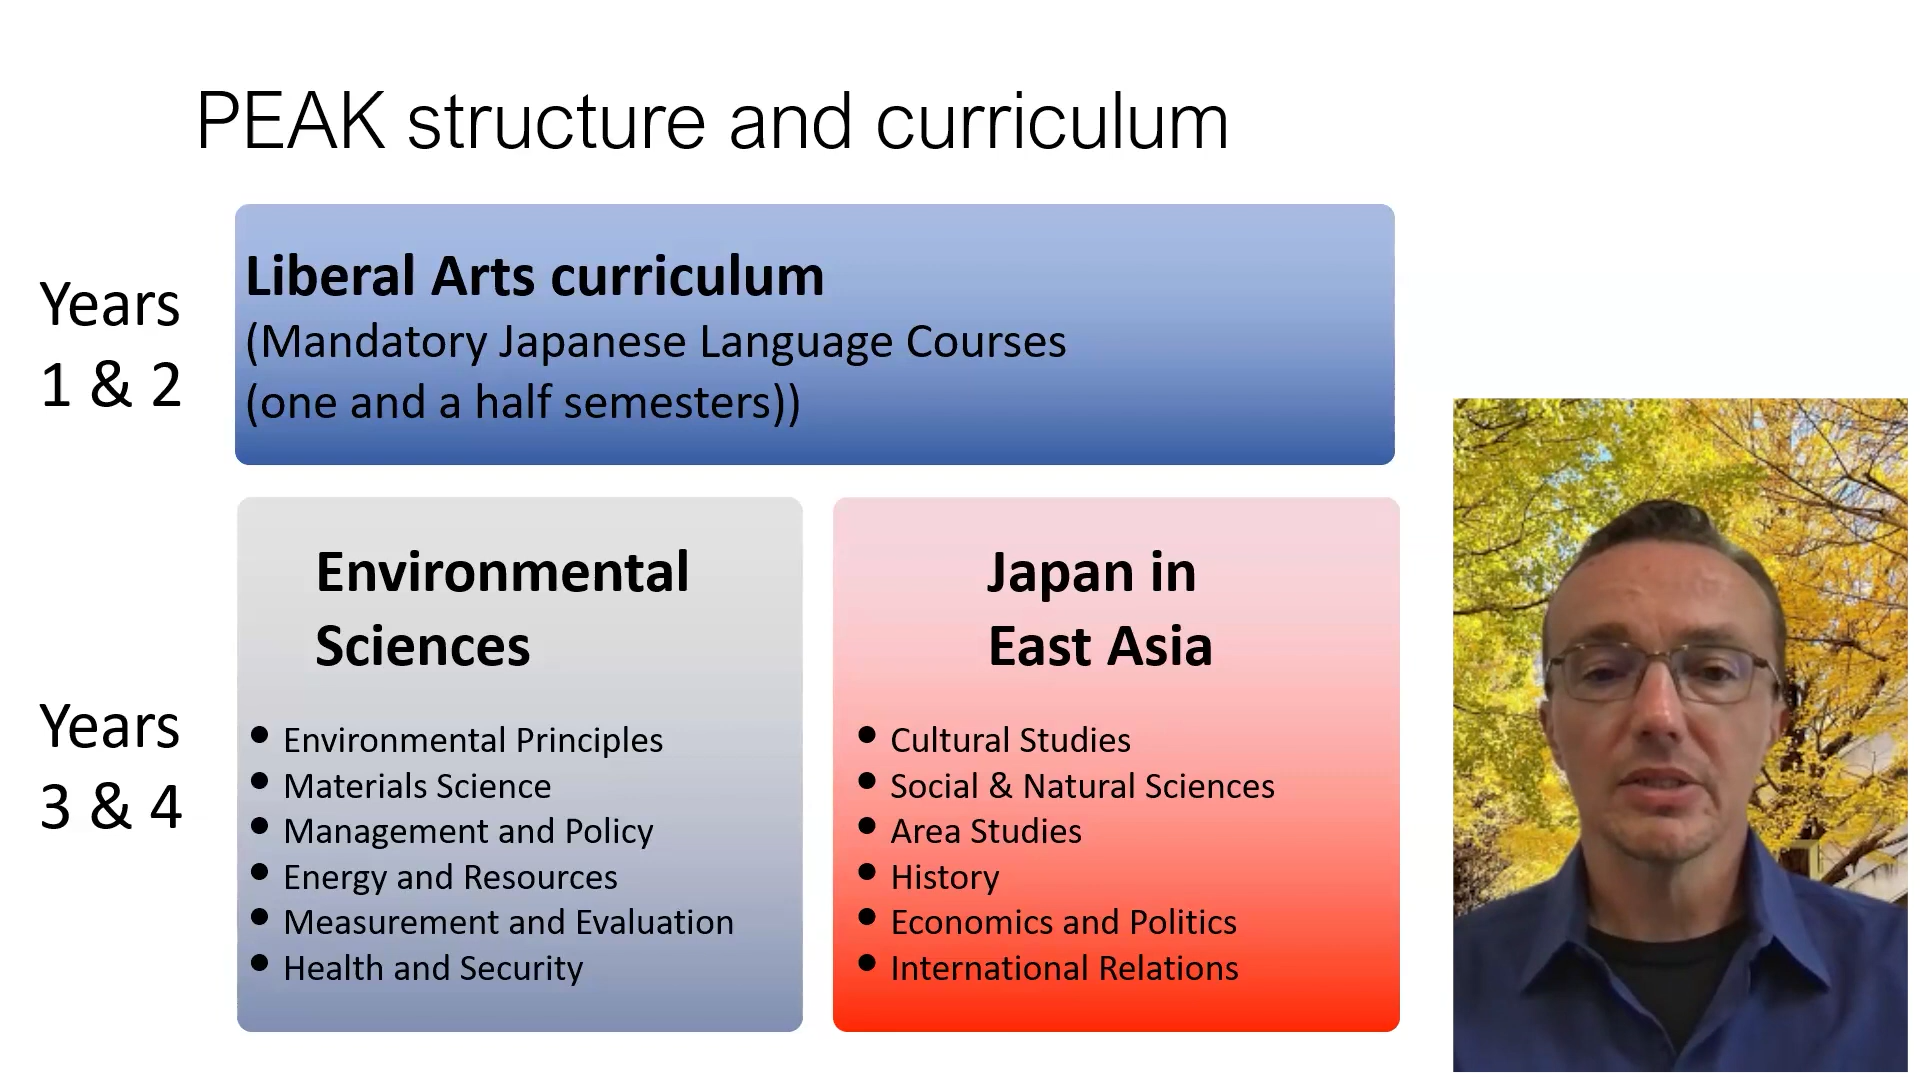 PEAK structure and curriculum
Years
1 & 2
Liberal Arts curriculum
(Mandatory Japanese Language Courses
(one and a half semesters))
Years
3 & 4
Environmental
Sciences
• Environmental Principles
• Materials Science
• Management and Policy
• Energy and Resources
• Measurement and Evaluation
• Health and Security
Japan in
East Asia
• Cultural Studies
• Social & Natural Sciences
• Area Studies
• History
• Economics and Politics
• International Relations